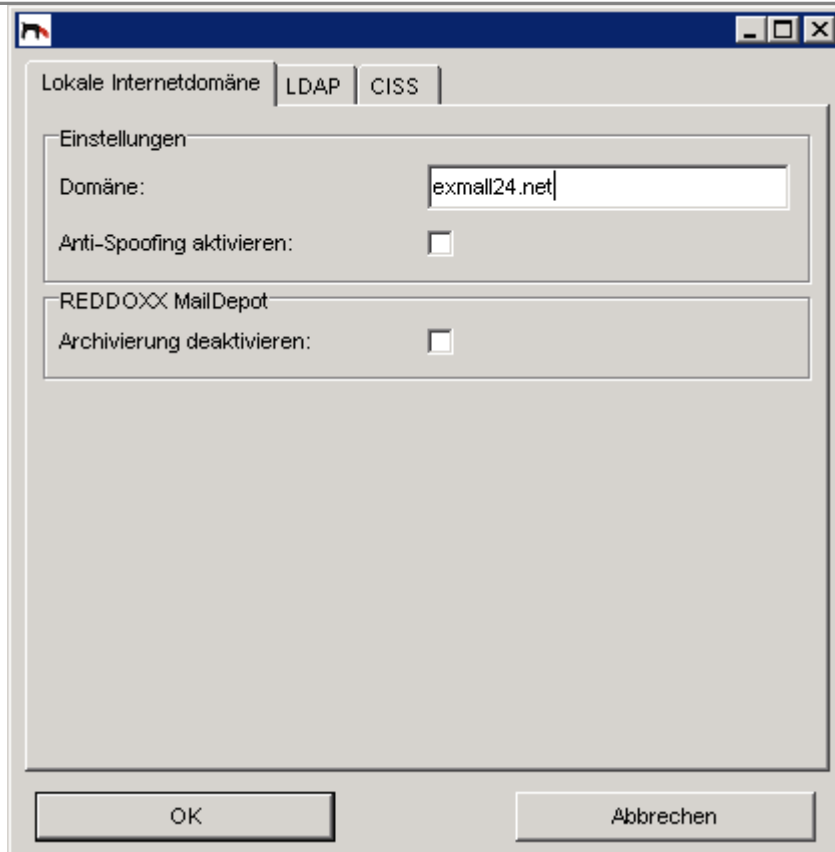 Lokale Internetdomäne LDAP CISS
Einstellungen
Domäne: exmall24.net
Anti-Spoofing aktivieren:
REDDOXX MailDepot
Archivierung deaktivieren:
OK Abbrechen